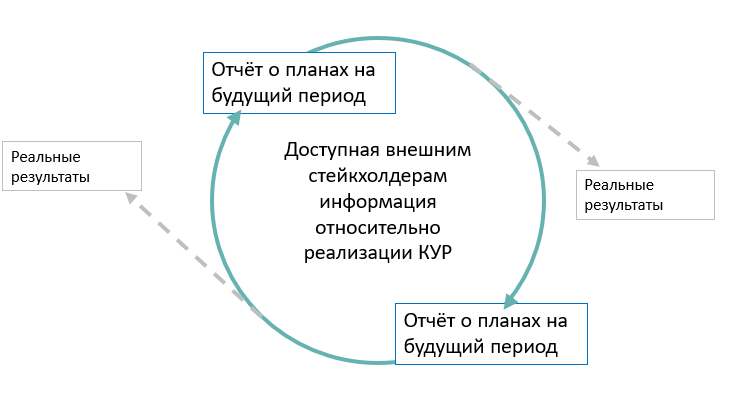 Отчёт о планах на
будущий период
Доступная внешним
стейкхолдерам
информация
относительно
реализации КУР
Реальные
результаты
Реальные
результаты
Отчёт о планах на
будущий период